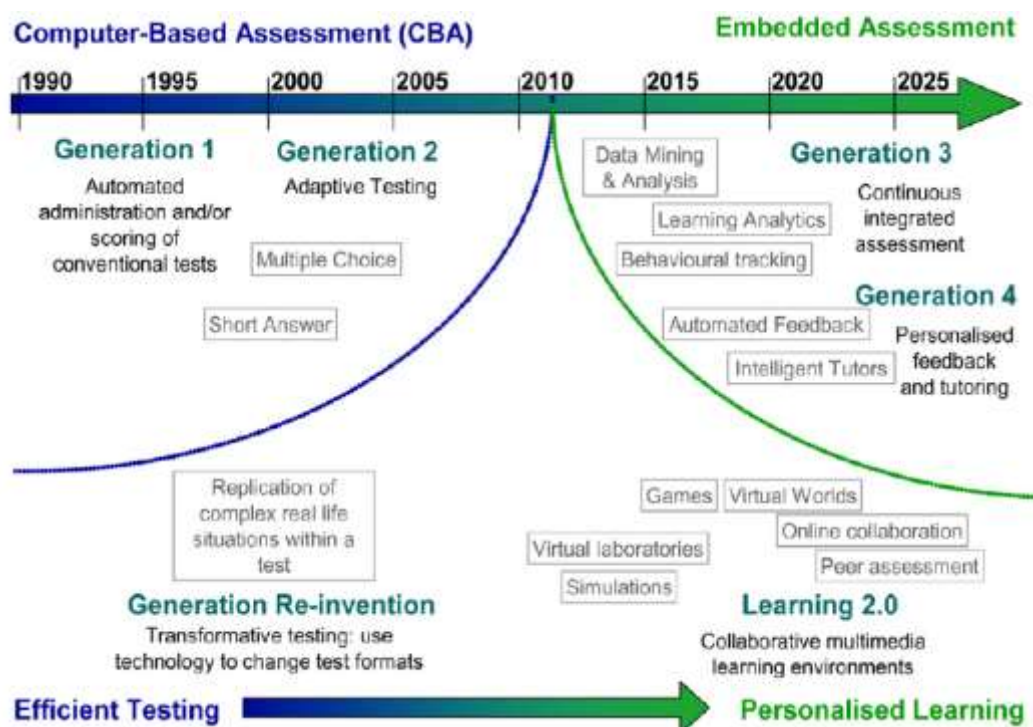 Computer-Based Assessment (CBA)
Embedded Assessment
1990 1995 2000 2005 2010 2015 2020 2025
Generation 1
Automated
administration and/or
scoring of
conventional tests
Generation 2
Adaptive Testing
Multiple Choice
Short Answer
Data Mining
& Analysis
Learning Analytics
Behavioural tracking
Generation 3
Continuous
integrated
assessment
Generation 4
Personalised
feedback
and tutoring
Automated Feedback
Intelligent Tutors
Replication of
complex real life
situations within a
test
Generation Re-invention
Transformative testing: use
technology to change test formats
Games
Virtual Worlds
Online collaboration
Virtual laboratories
Peer assessment
Simulations
Learning 2.0
Collaborative multimedia
learning environments
Efficient Testing
Personalised Learning